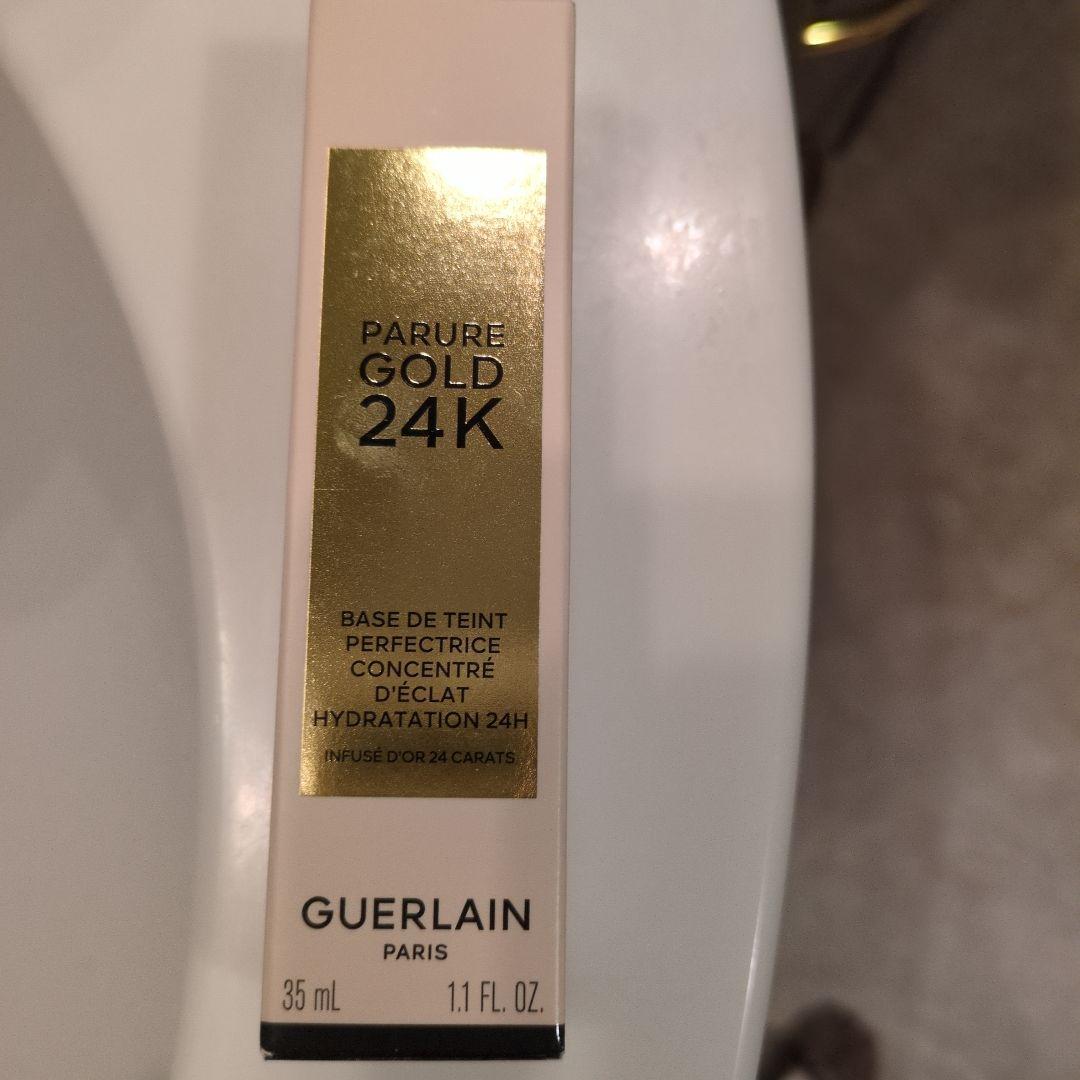 PARURE
GOLD
24K
BASE DE TEINT
PERFECTRICE
CONCENTRÉ
D'ÉCLAT
HYDRATATION 24H
INFUSÉ D'OR 24 CARATS
GUERLAIN
PARIS
35 mL 1.1 FL. OZ.